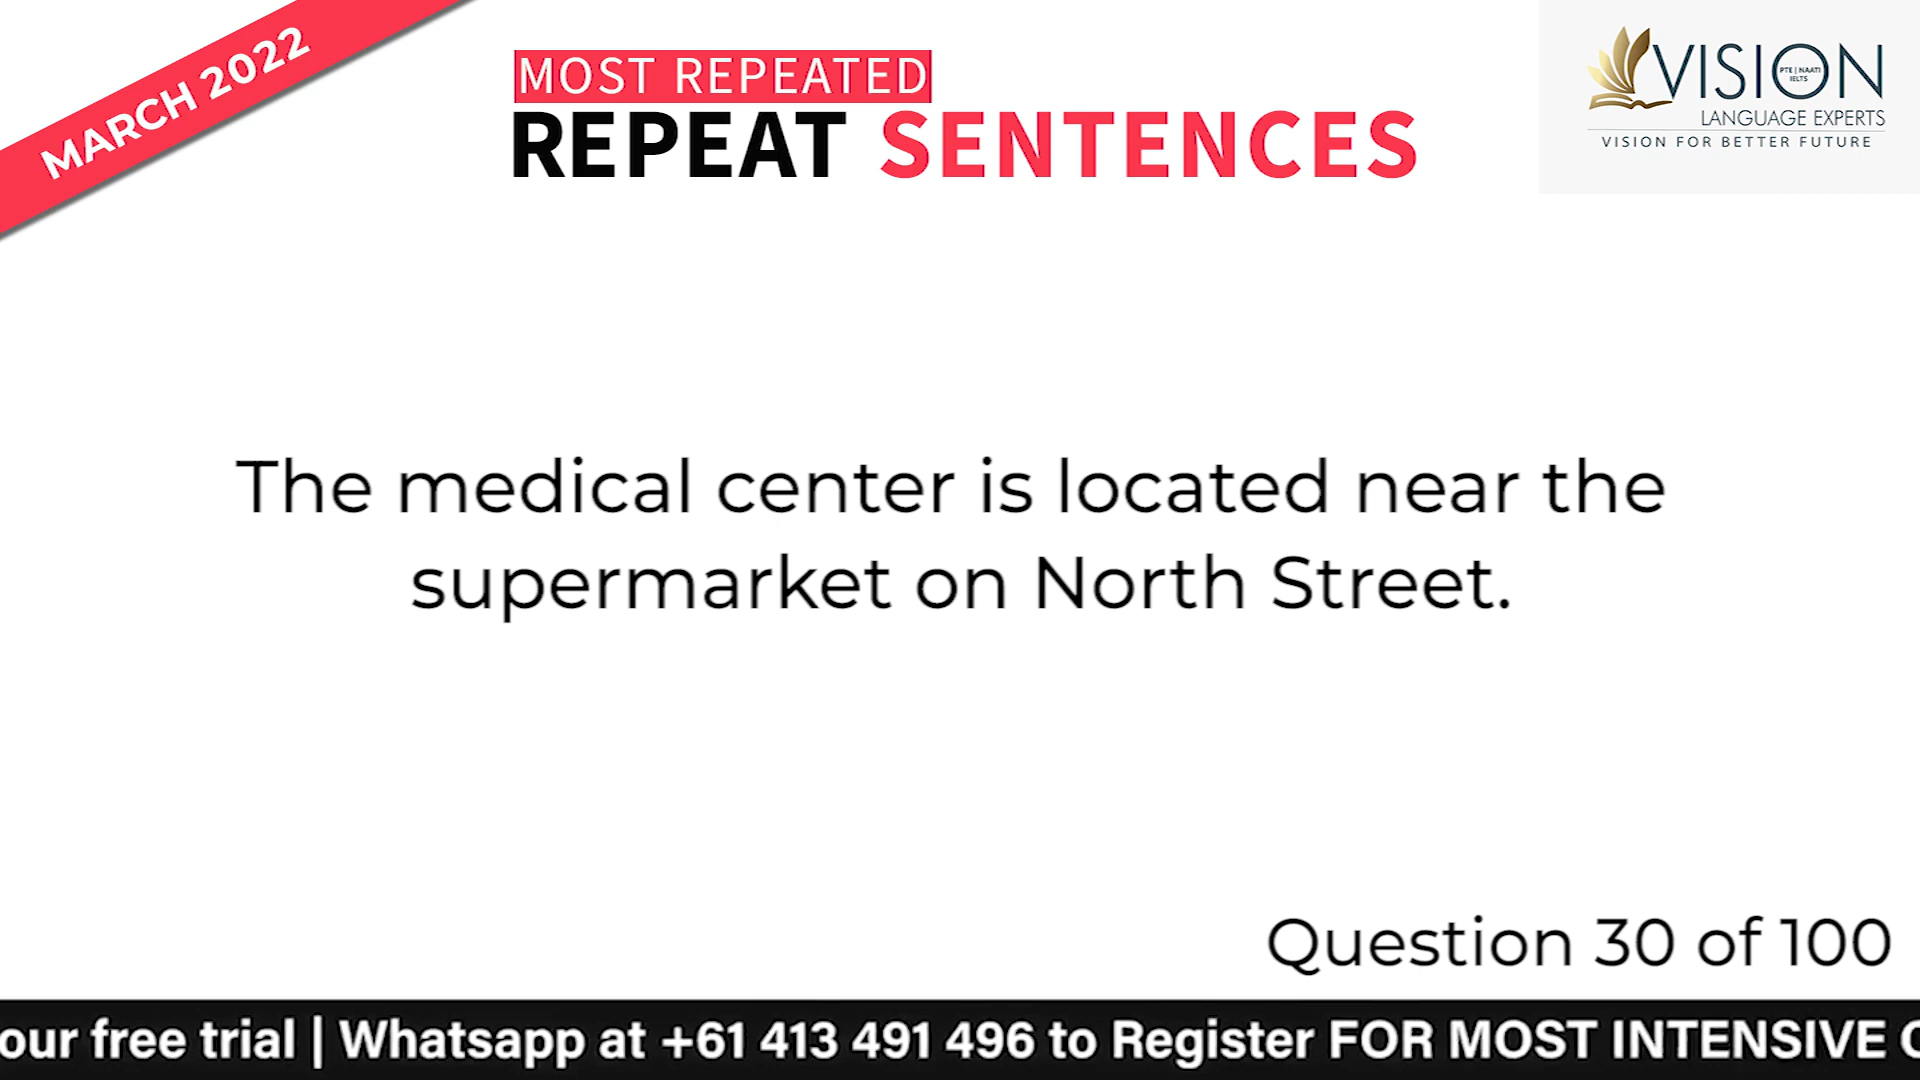 MARCH 2022
MOST REPEATED
REPEAT SENTENCES
VISION
PTE | NAATI
IELTS
LANGUAGE EXPERTS
VISION FOR BETTER FUTURE
The medical center is located near the
supermarket on North Street.
Question 30 of 100
our free trial | Whatsapp at +61 413 491 496 to Register FOR MOST INTENSIVE